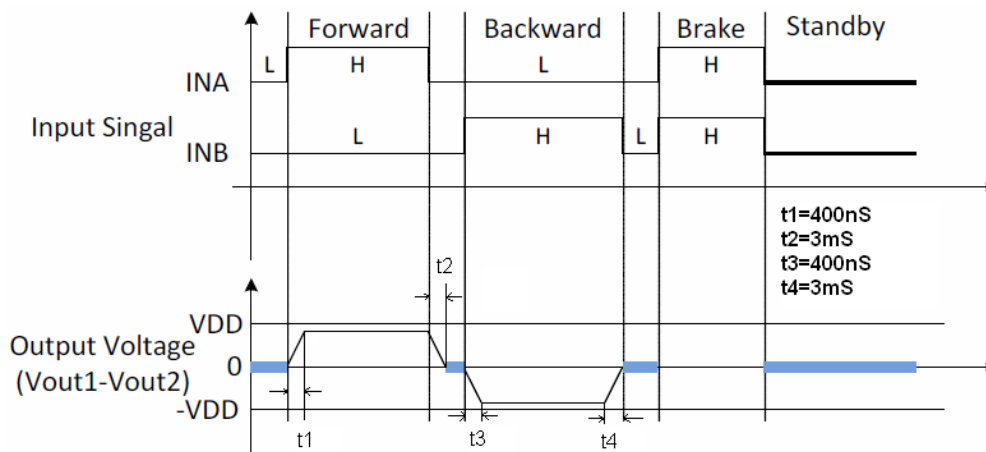 Forward Backward Brake Standby
L H L H
INA
Input Singal
L H L H
INB
t1=400nS
t2=3mS
t3=400nS
t4=3mS
t2
VDD
Output Voltage
0
(Vout1-Vout2)
-VDD
t1 t3 t4